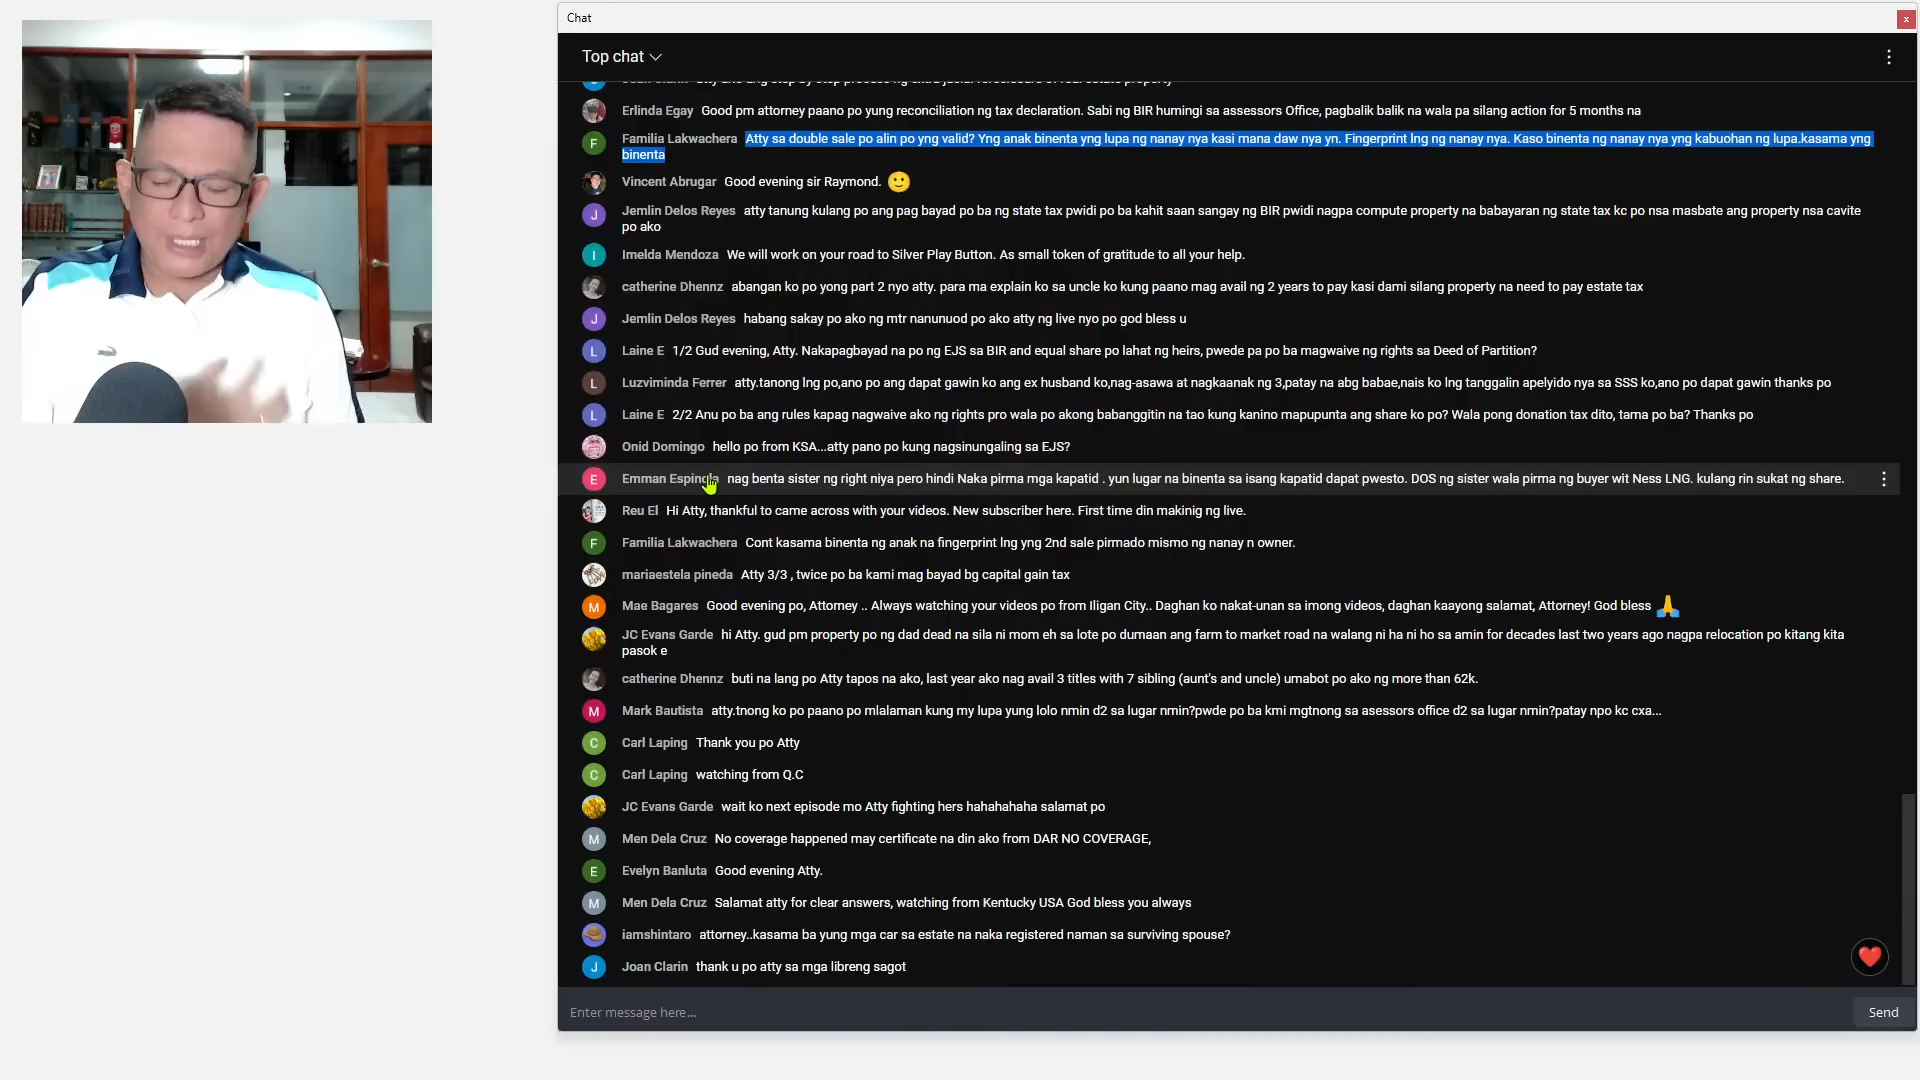 Chat
x
Top chat
Erlinda Egay Good pm attorney paano po yung reconciliation ng tax declaration. Sabi ng BIR humingi sa assessors Office, pagbalik balik na wala pa silang action for 5 months na
F Familia Lakwachera Atty sa double sale po alin po yng valid? Yng anak binenta yng lupa ng nanay nya kasi mana daw nya yn. Fingerprint lng ng nanay nya. Kaso binenta ng nanay nya yng kabuohan ng lupa.kasama yng
binenta
Vincent Abrugar Good evening sir Raymond. 🙂
J Jemlin Delos Reyes atty tanung kulang po ang pag bayad po ba ng state tax pwidi po ba kahit saan sangay ng BIR pwidi nagpa compute property na babayaran ng state tax kc po nsa masbate ang property nsa cavite
po ako
I Imelda Mendoza We will work on your road to Silver Play Button. As small token of gratitude to all your help.
catherine Dhennz abangan ko po yong part 2 nyo atty. para ma explain ko sa uncle ko kung paano mag avail ng 2 years to pay kasi dami silang property na need to pay estate tax
J Jemlin Delos Reyes habang sakay po ako ng mtr nanunuod po ako atty ng live nyo po god bless u
L Laine E 1/2 Gud evening, Atty. Nakapagbayad na po ng EJS sa BIR and equal share po lahat ng heirs, pwede pa po ba magwaive ng rights sa Deed of Partition?
L Luzviminda Ferrer atty.tanong lng po,ano po ang dapat gawin ko ang ex husband ko,nag-asawa at nagkaanak ng 3,patay na abg babae,nais ko lng tanggalin apelyido nya sa SSS ko,ano po dapat gawin thanks po
L Laine E 2/2 Anu po ba ang rules kapag nagwaive ako ng rights pro wala po akong babanggitin na tao kung kanino mapupunta ang share ko po? Wala pong donation tax dito, tama po ba? Thanks po
Onid Domingo hello po from KSA...atty pano po kung nagsinungaling sa EJS?
E Emman nag benta sister ng right niya pero hindi Naka pirma mga kapatid . yun lugar na binenta sa isang kapatid dapat pwesto. DOS ng sister wala pirma ng buyer wit Ness LNG. kulang rin sukat ng share.
Reu El Hi Atty, thankful to came across with your videos. New subscriber here. First time din makinig ng live.
F Familia Lakwachera Cont kasama binenta ng anak na fingerprint lng yng 2nd sale pirmado mismo ng nanay n owner.
mariaestela pineda Atty 3/3 , twice po ba kami mag bayad bg capital gain tax
M Mae Bagares Good evening po, Attorney .. Always watching your videos po from Iligan City.. Daghan ko nakat-unan sa imong videos, daghan kaayong salamat, Attorney! God bless 🙏
JC Evans Garde hi Atty. gud pm property po ng dad dead na sila ni mom eh sa lote po dumaan ang farm to market road na walang ni ha ni ho sa amin for decades last two years ago nagpa relocation po kitang kita
pasok e
catherine Dhennz buti na lang po Atty tapos na ako, last year ako nag avail 3 titles with 7 sibling (aunt's and uncle) umabot po ako ng more than 62k.
M Mark Bautista atty.tnong ko po paano po mlalaman kung my lupa yung lolo nmin d2 sa lugar nmin?pwde po ba kmi mgtnong sa asessors office d2 sa lugar nmin?patay npo kc cxa...
C Carl Laping Thank you po Atty
C Carl Laping watching from Q.C
JC Evans Garde wait ko next episode mo Atty fighting hers hahahahaha salamat po
M Men Dela Cruz No coverage happened may certificate na din ako from DAR NO COVERAGE,
E Evelyn Banluta Good evening Atty.
M Men Dela Cruz Salamat atty for clear answers, watching from Kentucky USA God bless you always
iamshintaro attorney..kasama ba yung mga car sa estate na naka registered naman sa surviving spouse?
J Joan Clarin thank u po atty sa mga libreng sagot
Enter message here...
Send